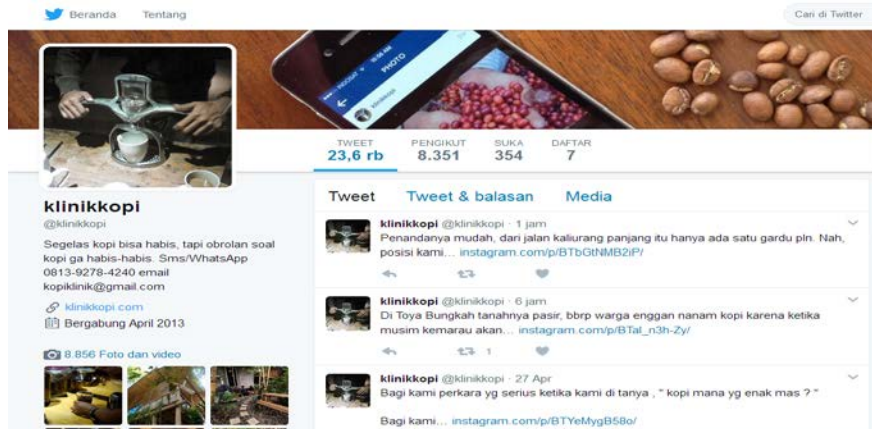 Beranda Tentang Cari di Twitter
INDOSAT 10:06 AM
PHOTO
klinikkopi
TWEET PENGIKUT SUKA DAFTAR
23,6 rb 8.351 354 7
klinikkopi
@klinikkopi
Segelas kopi bisa habis, tapi obrolan soal
kopi ga habis-habis. Sms/WhatsApp
0813-9278-4240 email
kopiklinik@gmail.com
klinikkopi.com
Bergabung April 2013
8.856 Foto dan video
Tweet Tweet & balasan Media
klinikkopi @klinikkopi · 1 jam
Penandanya mudah, dari jalan kaliurang panjang itu hanya ada satu gardu pln. Nah,
posisi kami... instagram.com/p/BTbGtNMB2iP/
klinikkopi @klinikkopi · 6 jam
Di Toya Bungkah tanahnya pasir, bbrp warga enggan nanam kopi karena ketika
musim kemarau akan... instagram.com/p/BTal_n3h-Zy/
1
klinikkopi @klinikkopi · 27 Apr
Bagi kami perkara yg serius ketika kami di tanya , " kopi mana yg enak mas ? "
Bagi kami... instagram.com/p/BTYeMygB58o/